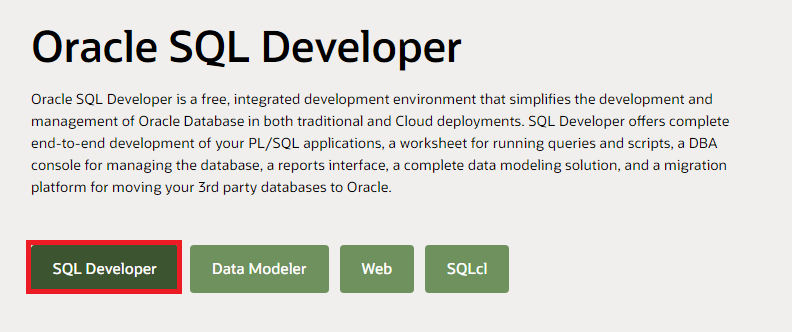 Oracle SQL Developer
Oracle SQL Developer is a free, integrated development environment that simplifies the development and
management of Oracle Database in both traditional and Cloud deployments. SQL Developer offers complete
end-to-end development of your PL/SQL applications, a worksheet for running queries and scripts, a DBA
console for managing the database, a reports interface, a complete data modeling solution, and a migration
platform for moving your 3rd party databases to Oracle.
SQL Developer
Data Modeler
Web
SQLcl